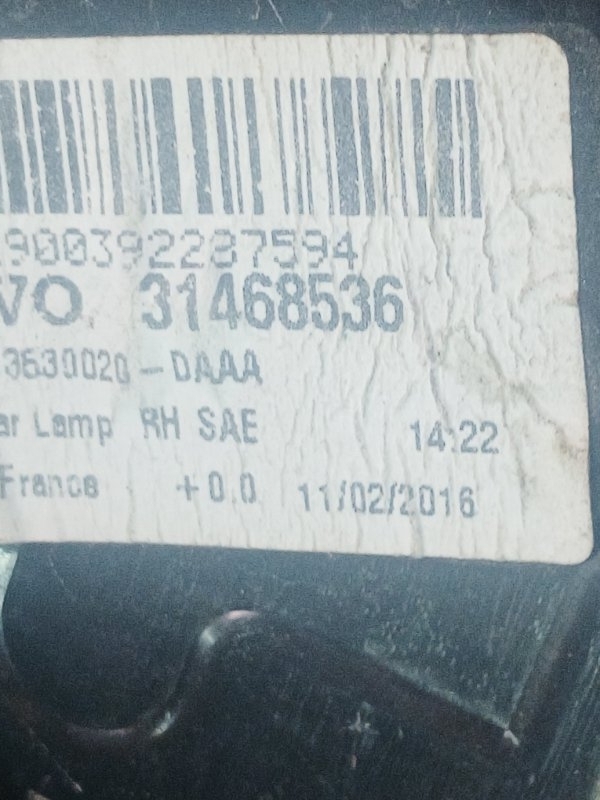 900392287594
VO 31468536
3630020-DAAA
ar Lamp RH SAE 14:22
France +0.0 11/02/2016